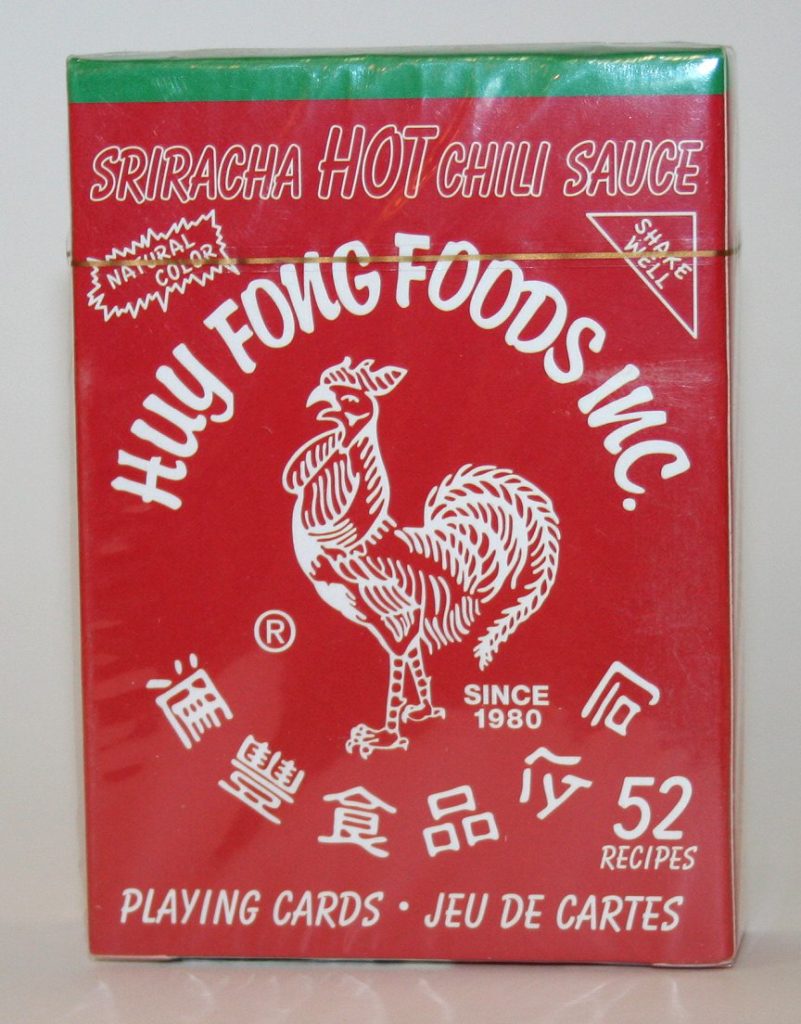 SRIRACHA HOT CHILI SAUCE
NATURAL
COLOR
SHAKE
WELL
HUY FONG FOODS INC.
®
SINCE
1980
滙豐食品公司
52
RECIPES
PLAYING CARDS • JEU DE CARTES